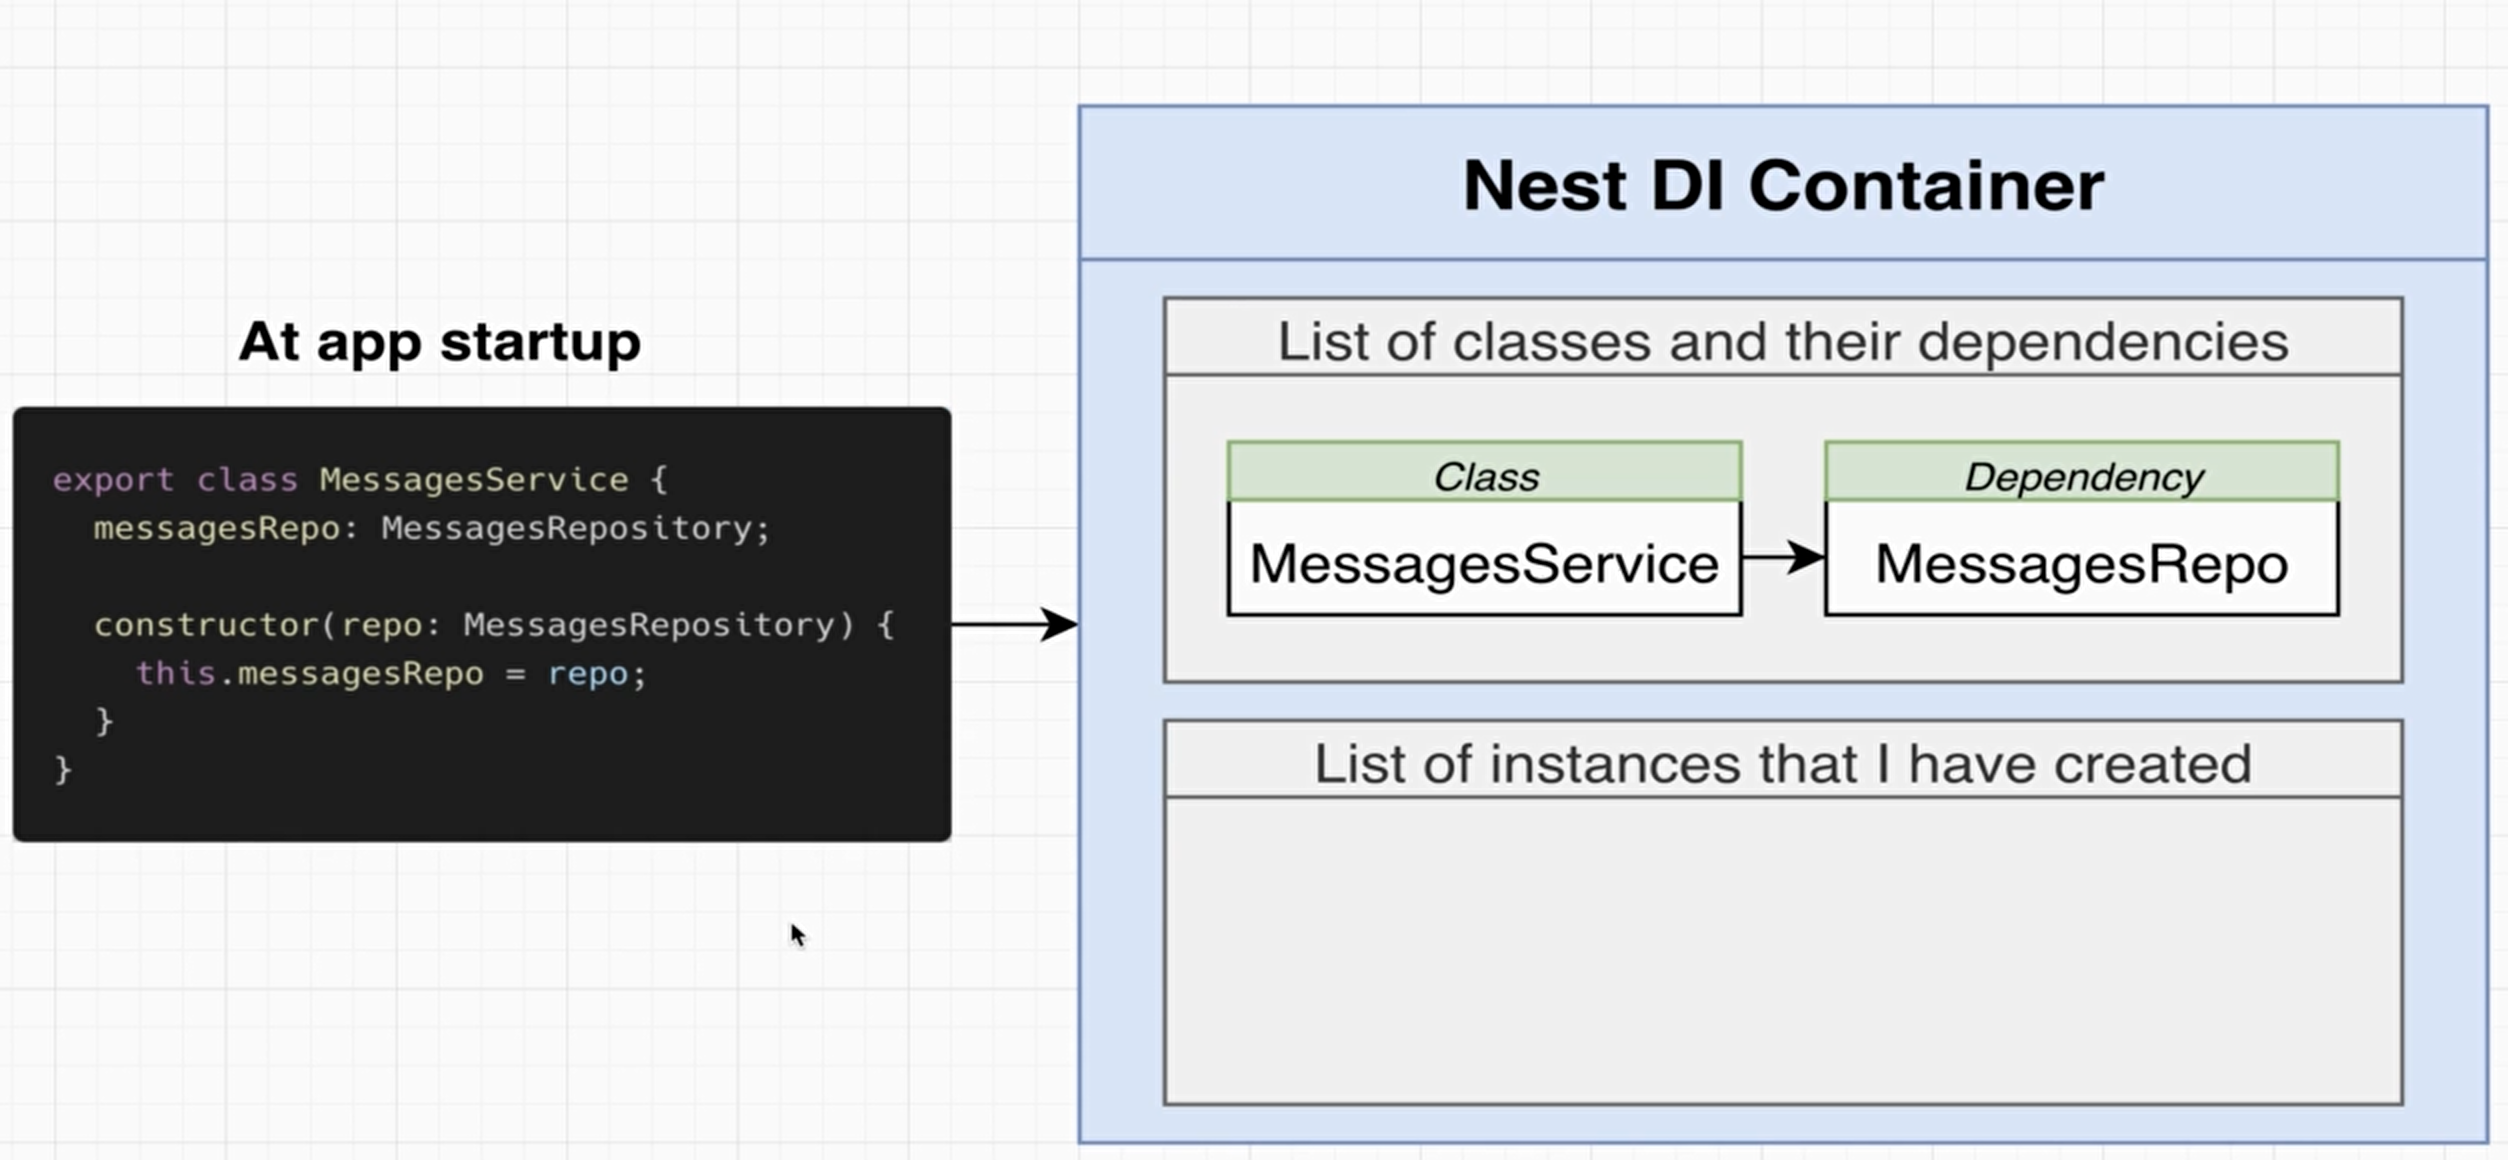 At app startup
export class MessagesService {
  messagesRepo: MessagesRepository;
  constructor(repo: MessagesRepository) {
    this.messagesRepo = repo;
  }
}
Nest DI Container
List of classes and their dependencies
Class
MessagesService
Dependency
MessagesRepo
List of instances that I have created